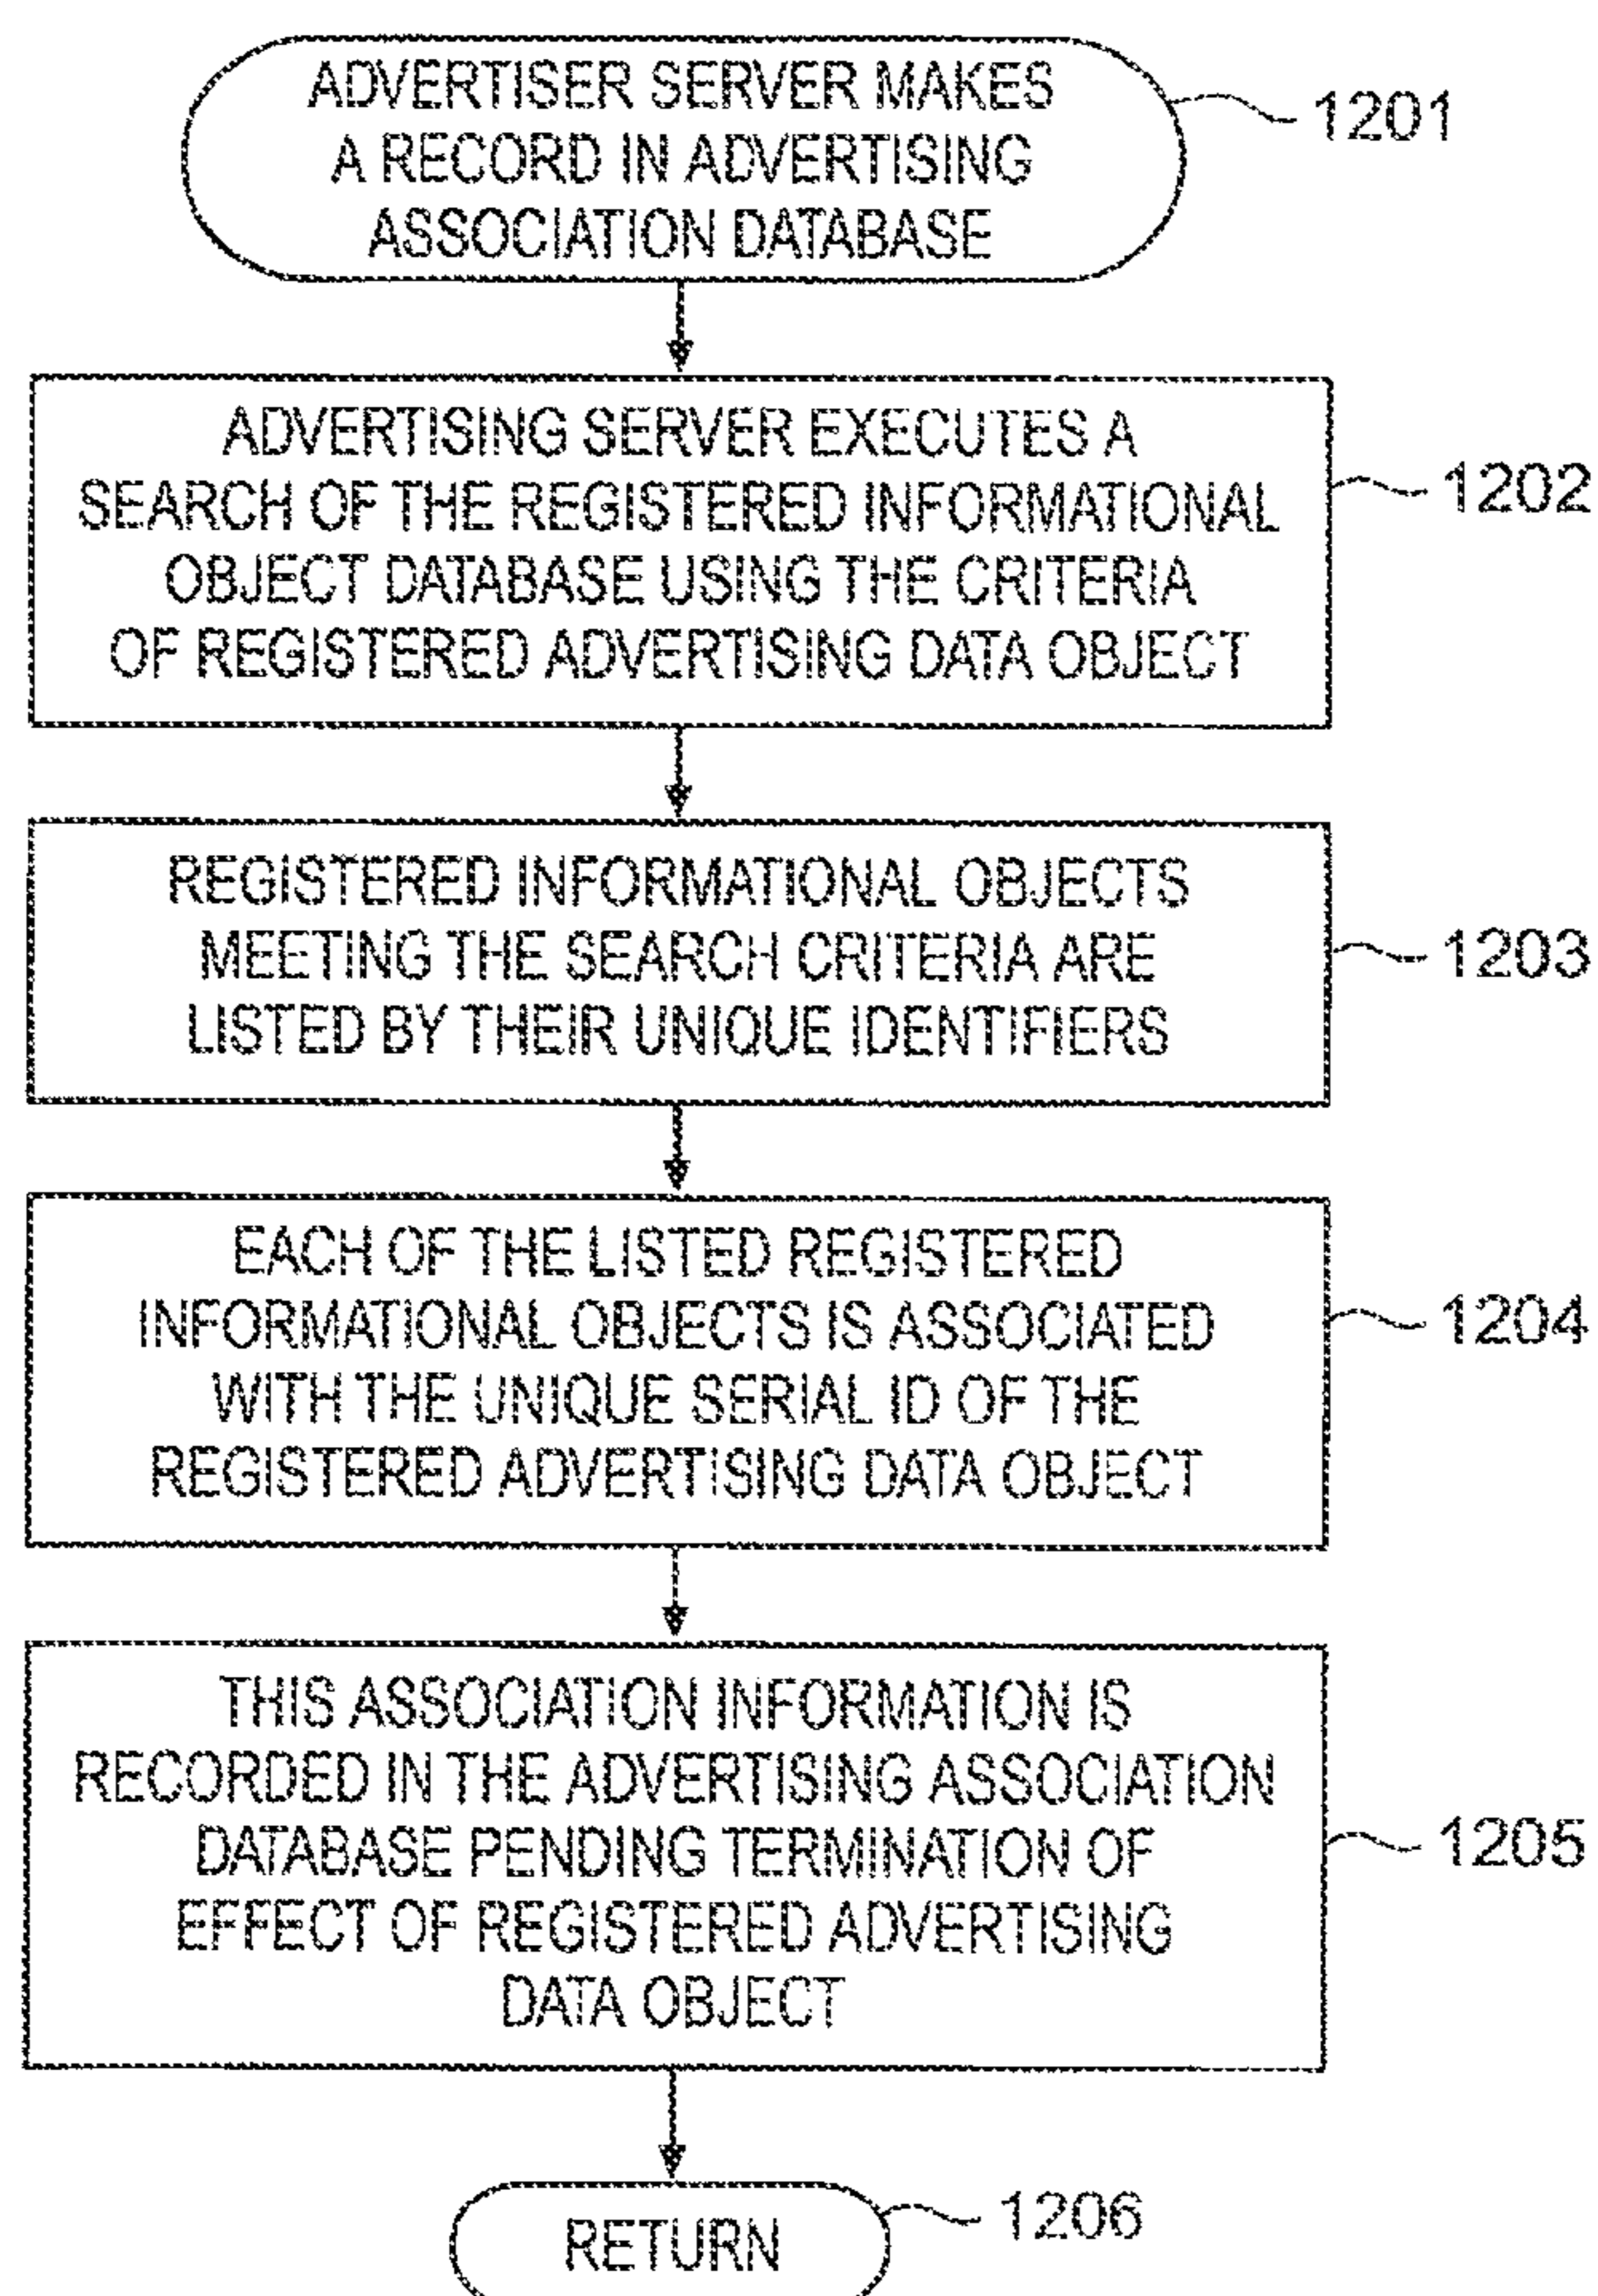 ADVERTISER SERVER MAKES
A RECORD IN ADVERTISING
ASSOCIATION DATABASE
1201
ADVERTISING SERVER EXECUTES A
SEARCH OF THE REGISTERED INFORMATIONAL
OBJECT DATABASE USING THE CRITERIA
OF REGISTERED ADVERTISING DATA OBJECT
1202
REGISTERED INFORMATIONAL OBJECTS
MEETING THE SEARCH CRITERIA ARE
LISTED BY THEIR UNIQUE IDENTIFIERS
1203
EACH OF THE LISTED REGISTERED
INFORMATIONAL OBJECTS IS ASSOCIATED
WITH THE UNIQUE SERIAL ID OF THE
REGISTERED ADVERTISING DATA OBJECT
1204
THIS ASSOCIATION INFORMATION IS
RECORDED IN THE ADVERTISING ASSOCIATION
DATABASE PENDING TERMINATION OF
EFFECT OF REGISTERED ADVERTISING
DATA OBJECT
1205
RETURN
1206